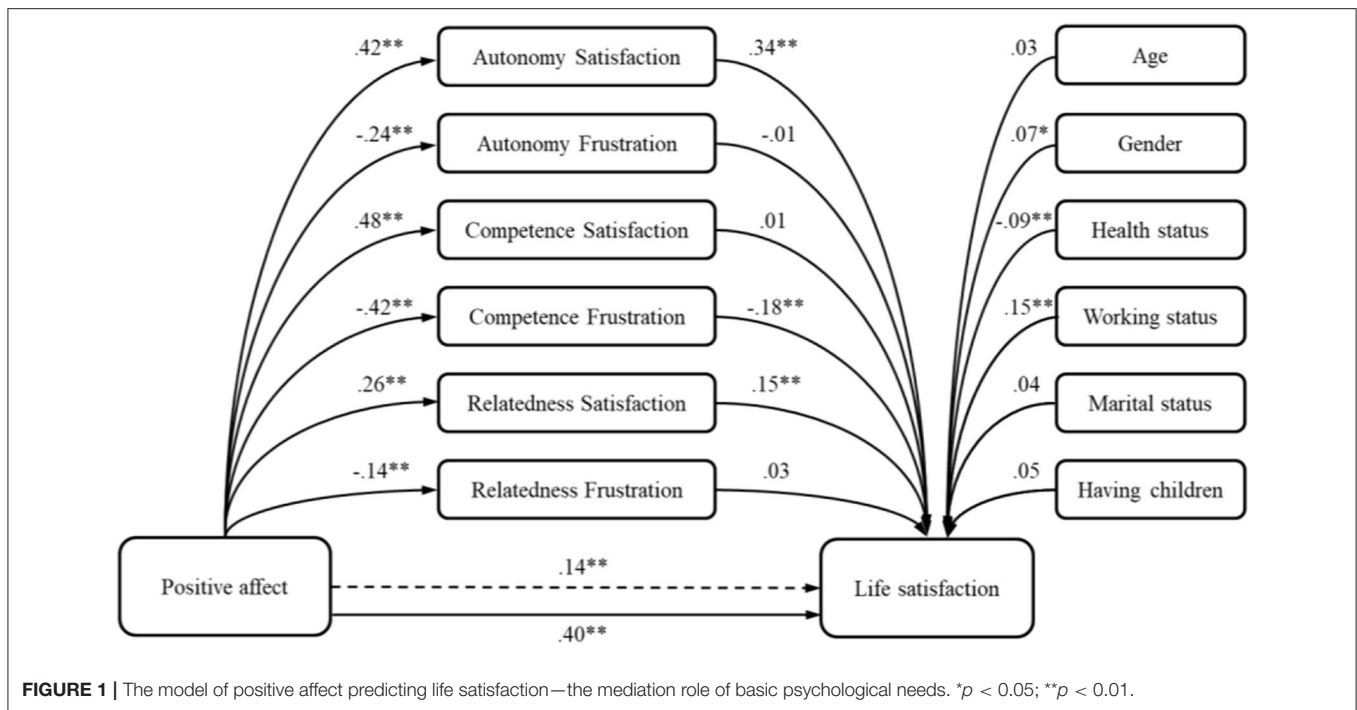 .42** Autonomy Satisfaction .34** .03 Age
-.24** Autonomy Frustration -.01 .07* Gender
.48** Competence Satisfaction .01 -.09** Health status
-.42** Competence Frustration -.18** .15** Working status
.26** Relatedness Satisfaction .15** .04 Marital status
-.14** Relatedness Frustration .03 .05 Having children
.14**
Positive affect Life satisfaction
.40**
FIGURE 1 | The model of positive affect predicting life satisfaction—the mediation role of basic psychological needs. *p < 0.05; **p < 0.01.